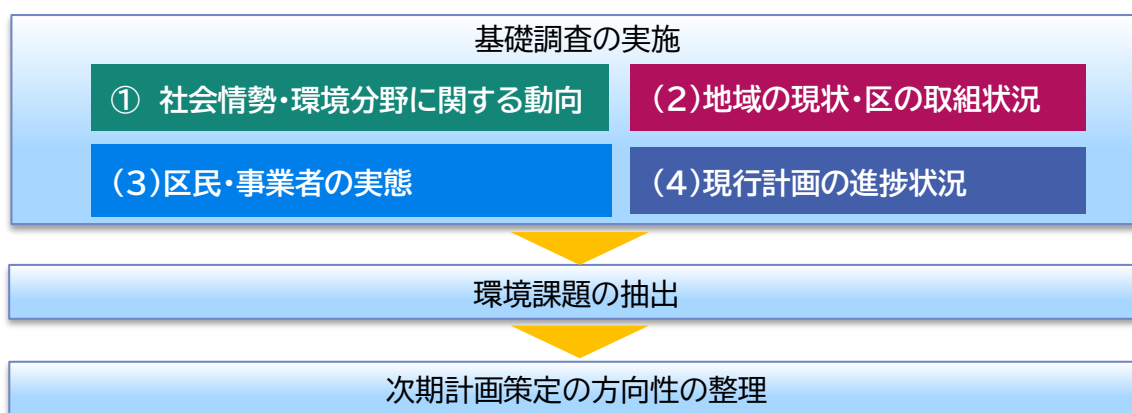 基礎調査の実施
① 社会情勢・環境分野に関する動向
(2)地域の現状・区の取組状況
(3)区民・事業者の実態
(4)現行計画の進捗状況
環境課題の抽出
次期計画策定の方向性の整理